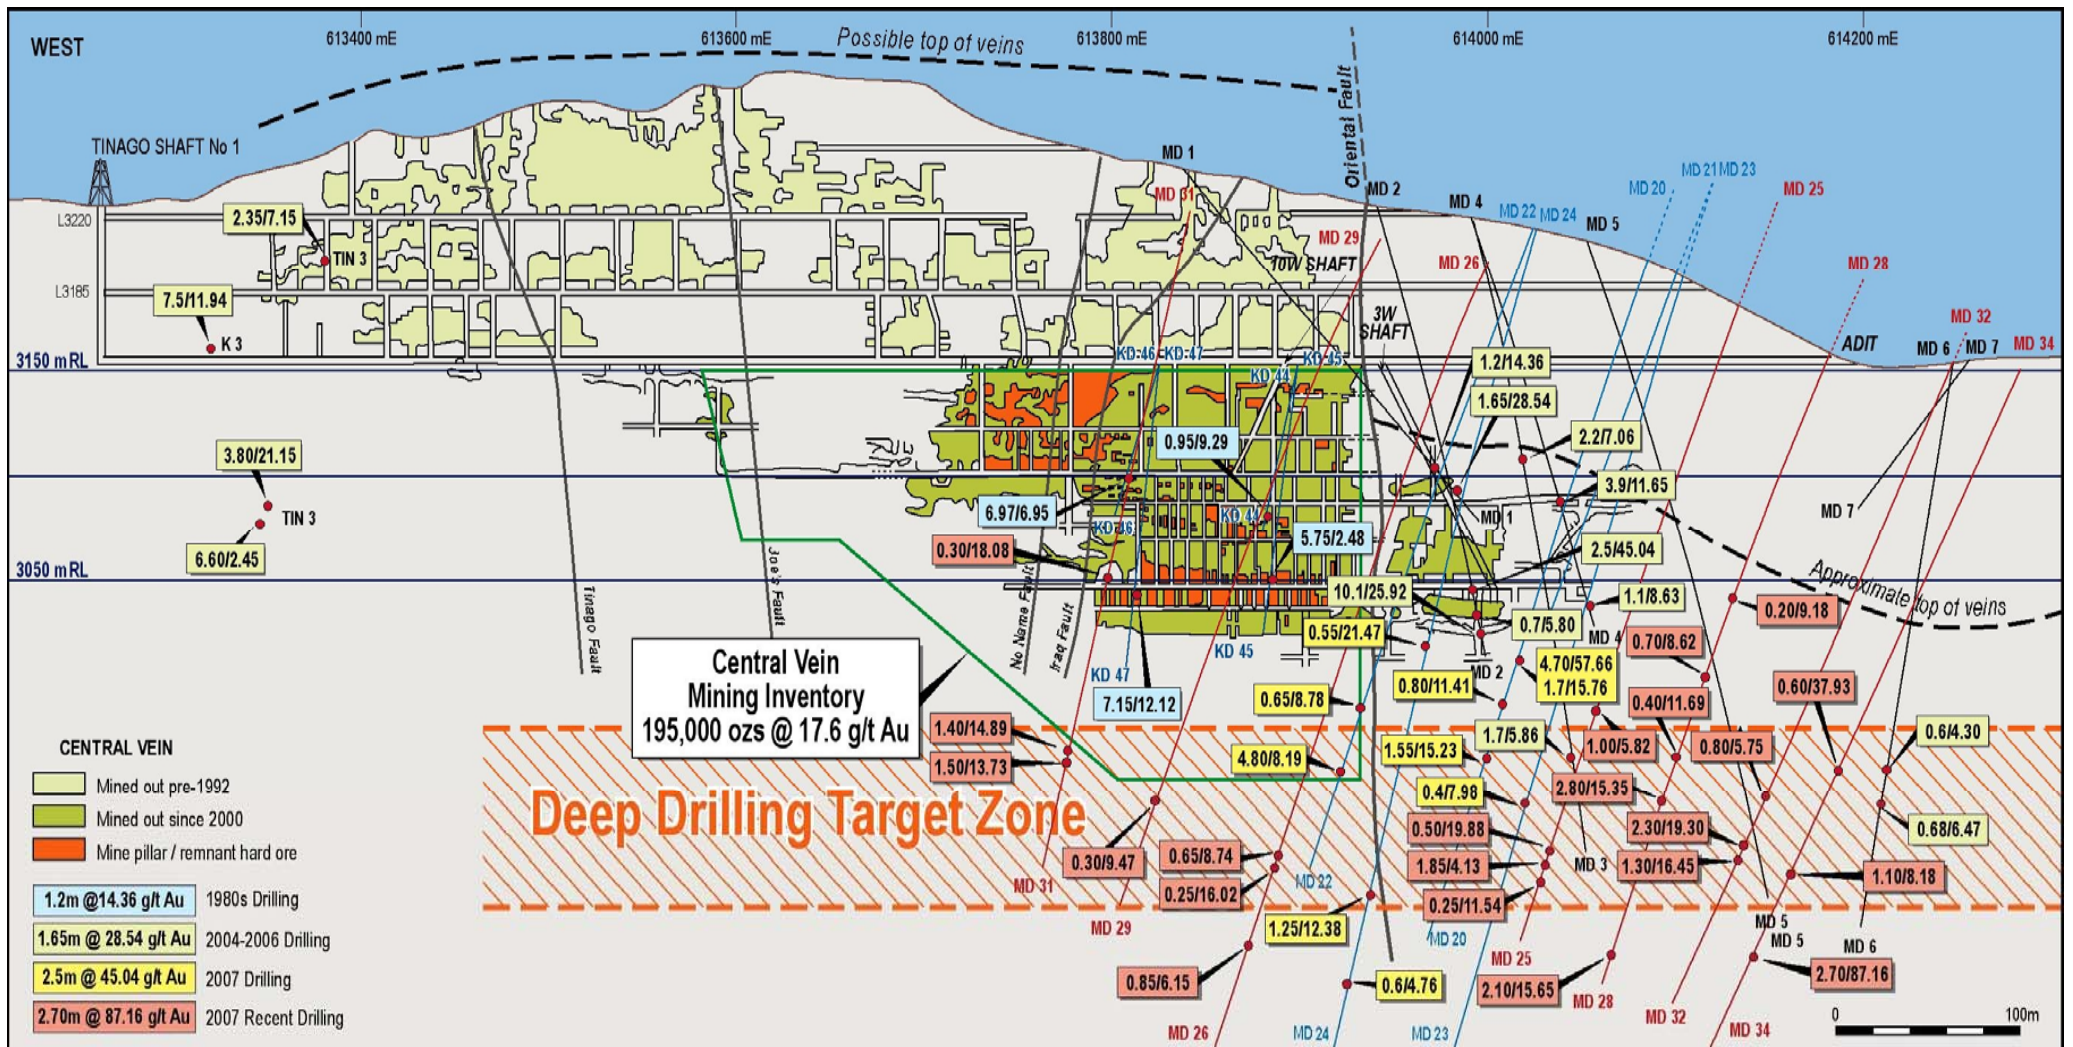 WEST
613400 mE
613600 mE
613800 mE
614000 mE
614200 mE
Possible top of veins
Oriental Fault
TINAGO SHAFT No 1
L3220
L3185
3150 mRL
3050 mRL
2.35/7.15
TIN 3
7.5/11.94
K 3
3.80/21.15
TIN 3
6.60/2.45
MD 1
MD 31
MD 2
MD 29
10W SHAFT
3W
SHAFT
MD 4
MD 26
MD 22
MD 24
MD 5
MD 20
MD 21
MD 23
MD 25
MD 28
MD 32
ADIT
MD 6
MD 7
MD 34
KD 46
KD 47
KD 45
KD 44
1.2/14.36
1.65/28.54
2.2/7.06
0.95/9.29
3.9/11.65
6.97/6.95
KD 46
KD 44
MD 1
MD 7
5.75/2.48
2.5/45.04
0.30/18.08
Approximate top of veins
10.1/25.92
1.1/8.63
0.20/9.18
0.7/5.80
MD 4
0.55/21.47
0.70/8.62
Tinago Fault
Joe's Fault
No Name Fault
Iraq Fault
KD 45
KD 47
MD 2
4.70/57.66
1.7/15.76
0.80/11.41
0.60/37.93
7.15/12.12
0.65/8.78
0.40/11.69
Central Vein
Mining Inventory
195,000 ozs @ 17.6 g/t Au
1.40/14.89
1.50/13.73
4.80/8.19
1.55/15.23
1.7/5.86
1.00/5.82
0.80/5.75
0.6/4.30
0.4/7.98
2.80/15.35
Deep Drilling Target Zone
0.50/19.88
2.30/19.30
0.68/6.47
0.30/9.47
0.65/8.74
1.85/4.13
MD 3
1.30/16.45
1.10/8.18
MD 31
0.25/16.02
MD 22
0.25/11.54
MD 29
1.25/12.38
MD 20
MD 5
MD 5
MD 6
MD 25
0.85/6.15
0.6/4.76
2.10/15.65
MD 28
2.70/87.16
MD 26
MD 24
MD 23
MD 32
MD 34
0
100m
CENTRAL VEIN
Mined out pre-1992
Mined out since 2000
Mine pillar / remnant hard ore
1.2m @14.36 g/t Au 1980s Drilling
1.65m @ 28.54 g/t Au 2004-2006 Drilling
2.5m @ 45.04 g/t Au 2007 Drilling
2.70m @ 87.16 g/t Au 2007 Recent Drilling